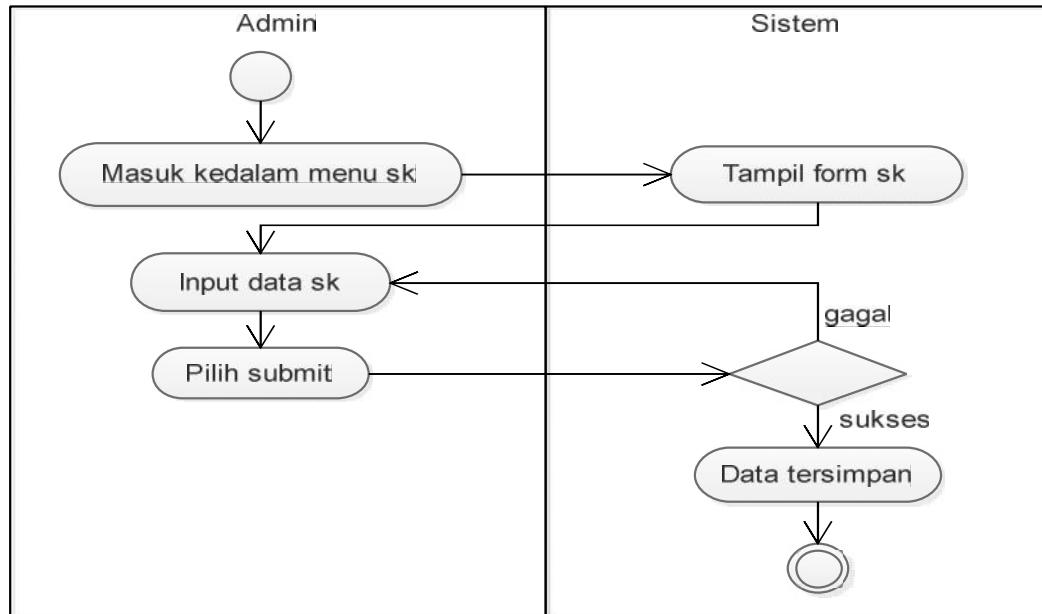 Admin
Sistem
Masuk kedalam menu sk
Tampil form sk
Input data sk
gagal
Pilih submit
sukses
Data tersimpan